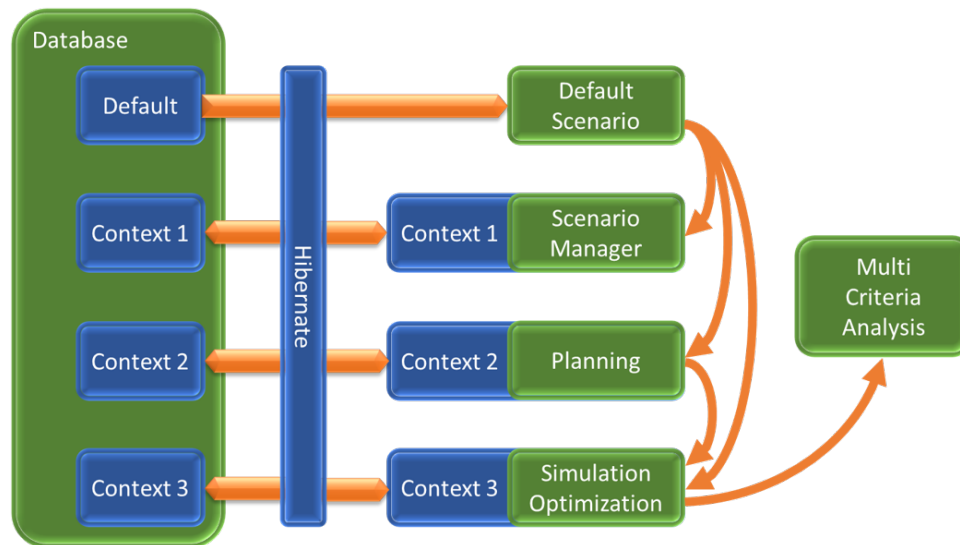 Database
Default
Default
Scenario
Context 1
Context 1
Scenario
Manager
Hibernate
Multi
Criteria
Analysis
Context 2
Context 2
Planning
Context 3
Context 3
Simulation
Optimization